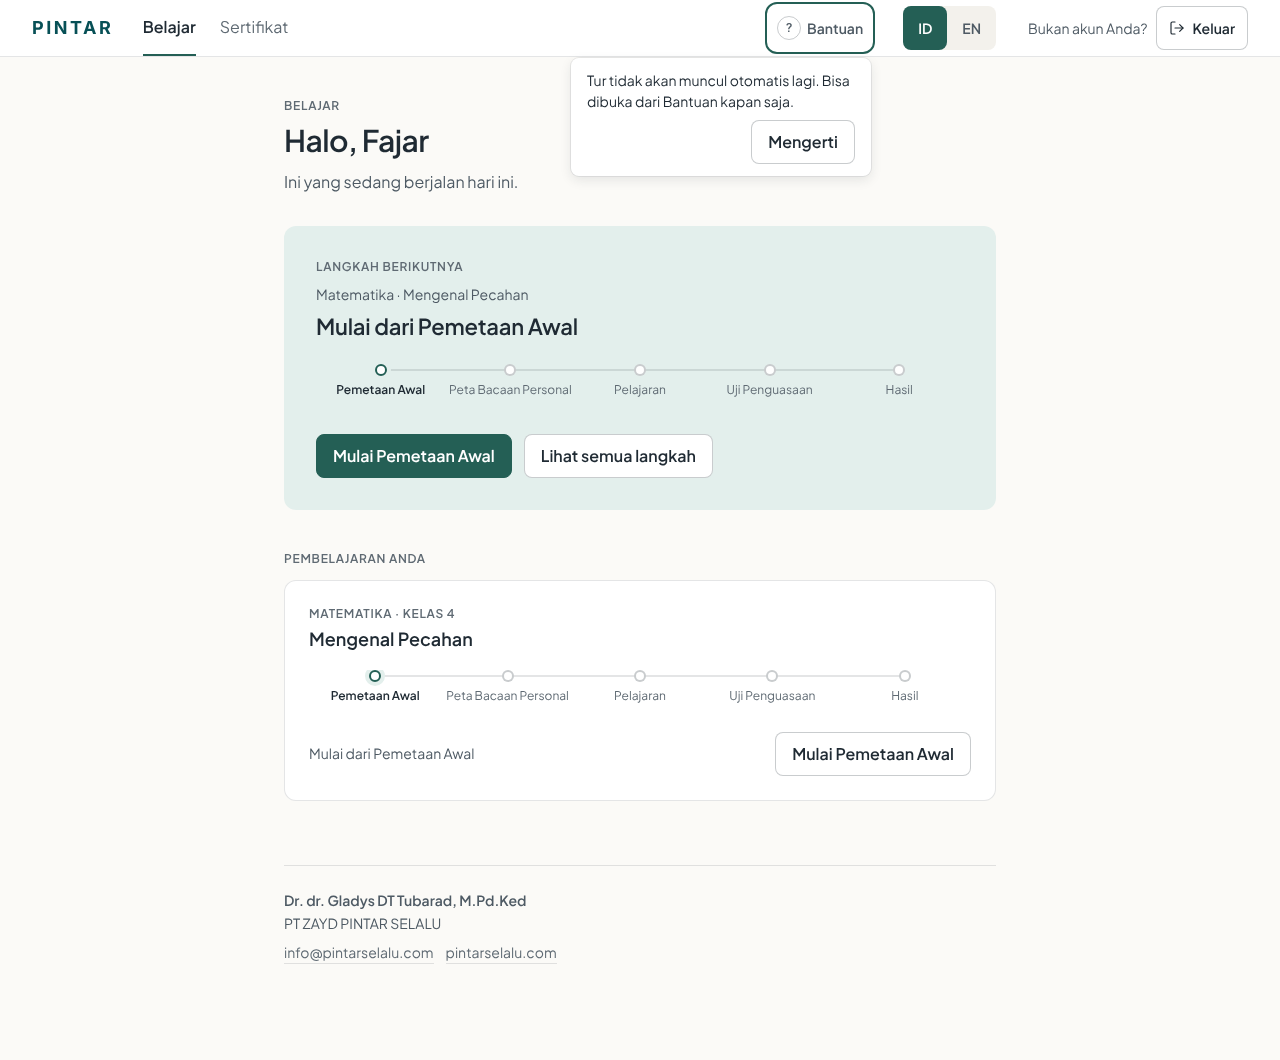 PINTAR
Belajar
Sertifikat
? Bantuan
ID
EN
Bukan akun Anda?
Keluar
Tur tidak akan muncul otomatis lagi. Bisa
dibuka dari Bantuan kapan saja.
Mengerti
BELAJAR
Halo, Fajar
Ini yang sedang berjalan hari ini.
LANGKAH BERIKUTNYA
Matematika · Mengenal Pecahan
Mulai dari Pemetaan Awal
Pemetaan Awal
Peta Bacaan Personal
Pelajaran
Uji Penguasaan
Hasil
Mulai Pemetaan Awal
Lihat semua langkah
PEMBELAJARAN ANDA
MATEMATIKA · KELAS 4
Mengenal Pecahan
Pemetaan Awal
Peta Bacaan Personal
Pelajaran
Uji Penguasaan
Hasil
Mulai dari Pemetaan Awal
Mulai Pemetaan Awal
Dr. dr. Gladys DT Tubarad, M.Pd.Ked
PT ZAYD PINTAR SELALU
info@pintarselalu.com
pintarselalu.com